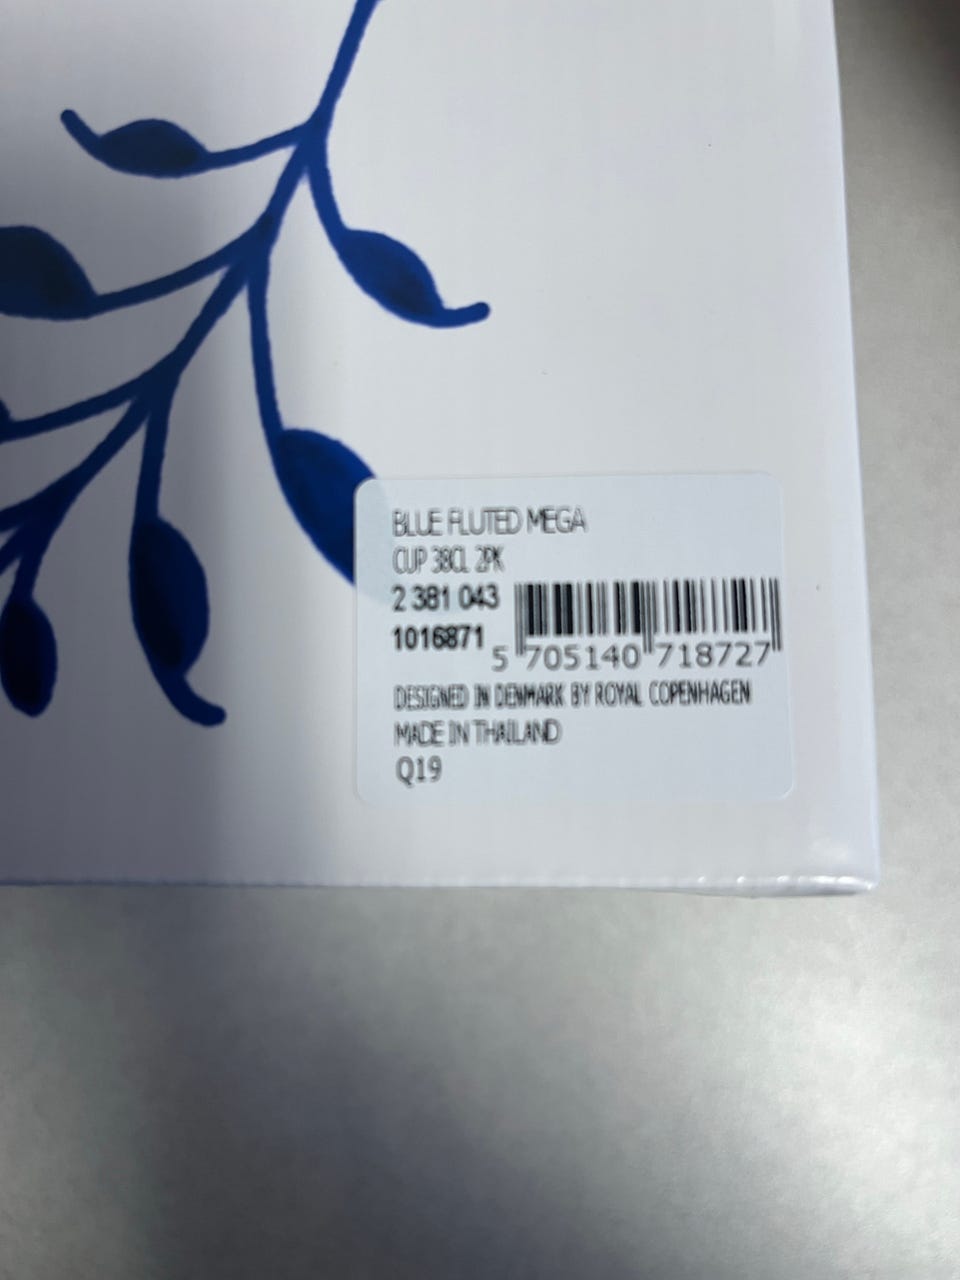 BLUE FLUTED MEGA
CUP 38CL 2PK
2 381 043
1016871
5 705140 718727
DESIGNED IN DENMARK BY ROYAL COPENHAGEN
MADE IN THAILAND
Q19